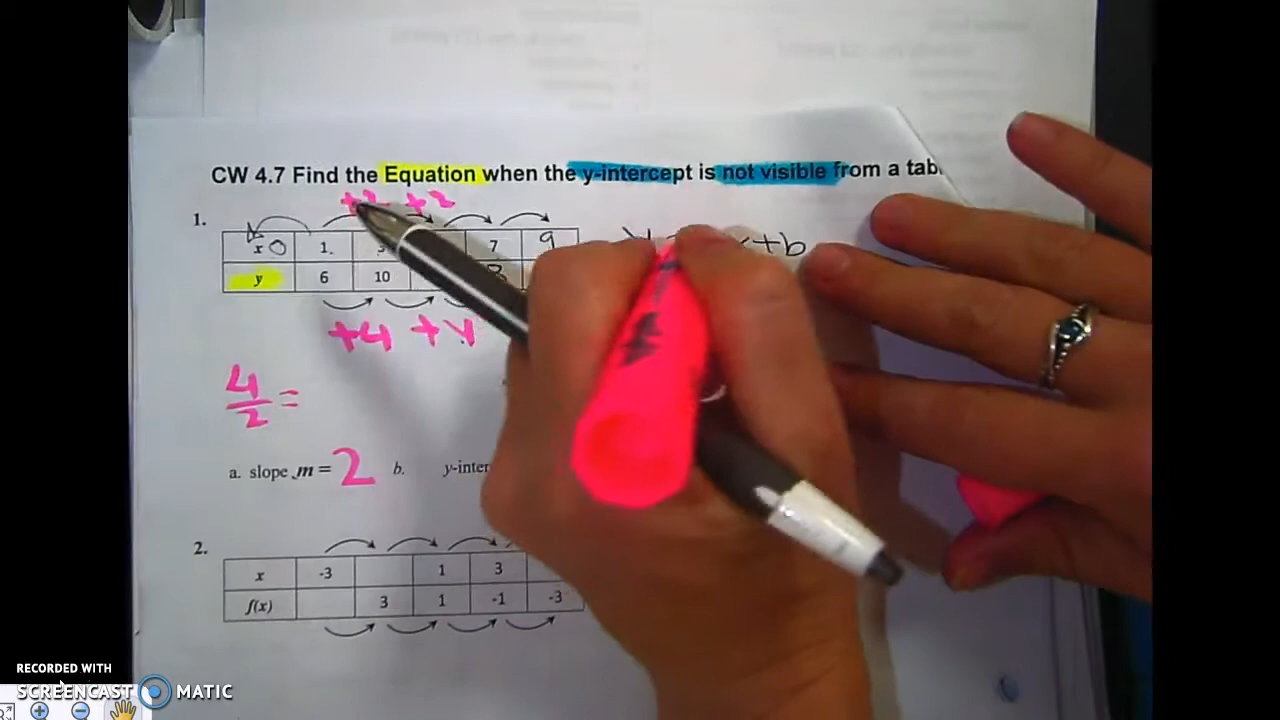 CW 4.7 Find the Equation when the y-intercept is not visible from a
+2 +2
1.
x 0 1 7 9
y 6 10
+b
+4 +4
4/2 =
a. slope m = 2 b. y-inter
2.
x -3 1 3
f(x) 3 1 -1 -3
RECORDED WITH
SCREENCAST MATIC